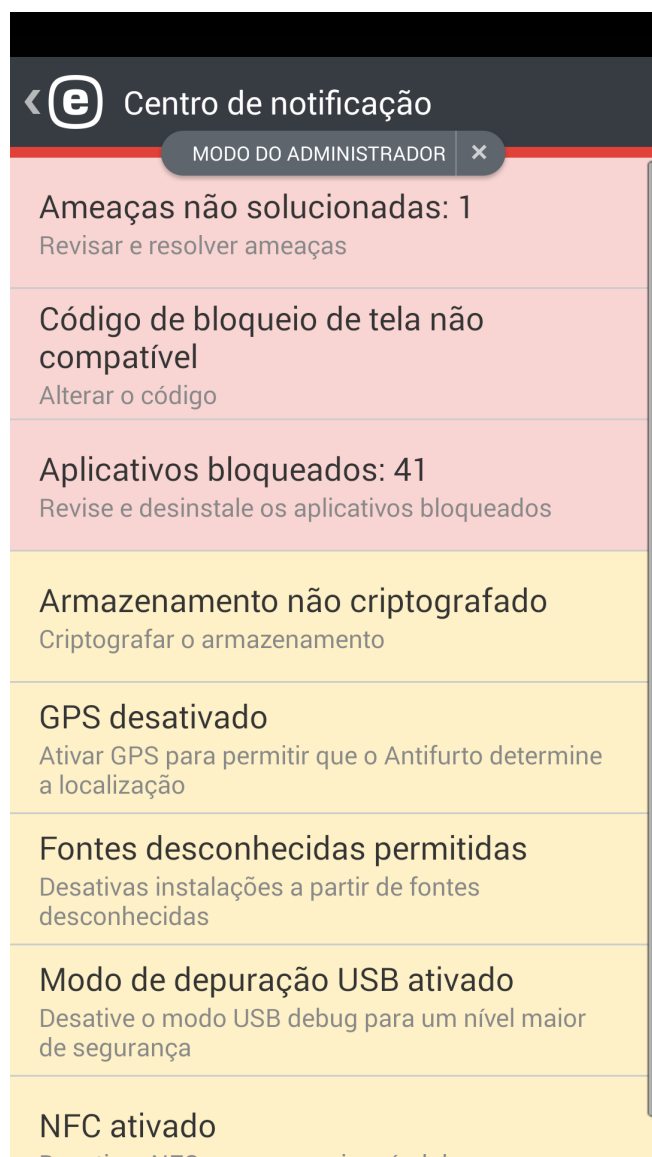 e Centro de notificação
MODO DO ADMINISTRADOR ×
Ameaças não solucionadas: 1
Revisar e resolver ameaças
Código de bloqueio de tela não
compatível
Alterar o código
Aplicativos bloqueados: 41
Revise e desinstale os aplicativos bloqueados
Armazenamento não criptografado
Criptografar o armazenamento
GPS desativado
Ativar GPS para permitir que o Antifurto determine
a localização
Fontes desconhecidas permitidas
Desativas instalações a partir de fontes
desconhecidas
Modo de depuração USB ativado
Desative o modo USB debug para um nível maior
de segurança
NFC ativado